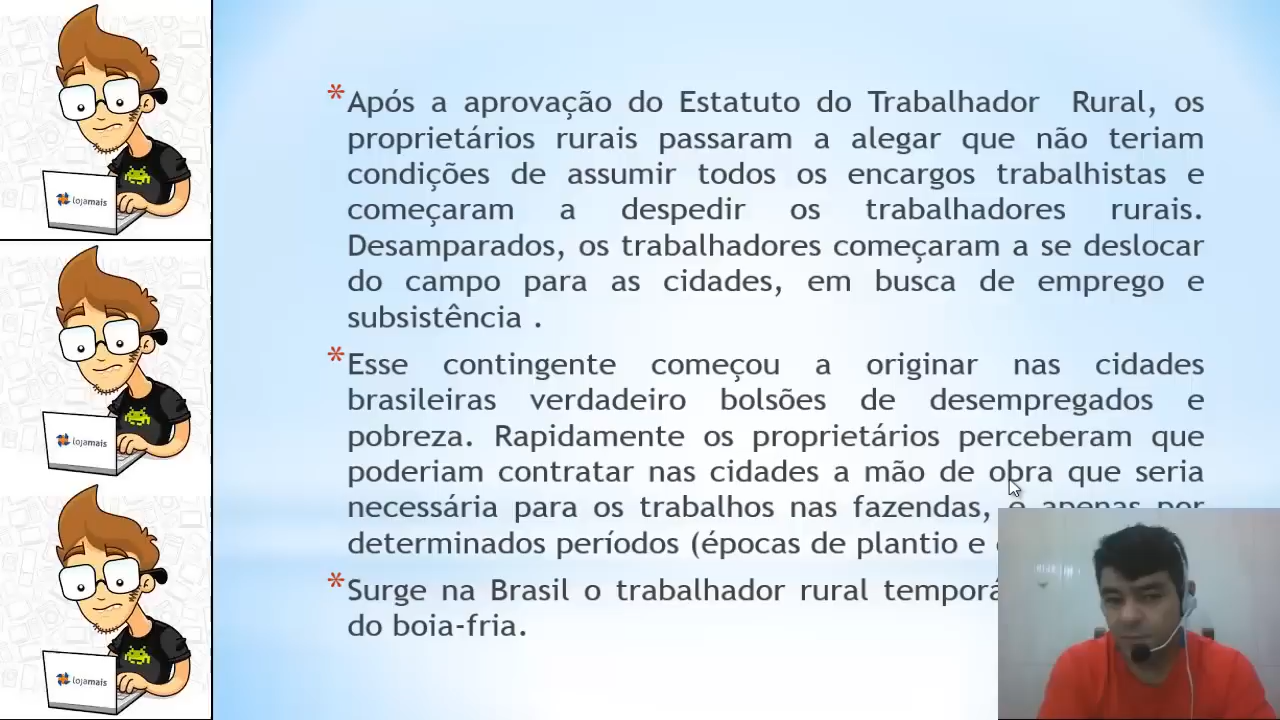 * Após a aprovação do Estatuto do Trabalhador Rural, os
proprietários rurais passaram a alegar que não teriam
condições de assumir todos os encargos trabalhistas e
começaram a despedir os trabalhadores rurais.
Desamparados, os trabalhadores começaram a se deslocar
do campo para as cidades, em busca de emprego e
subsistência .
* Esse contingente começou a originar nas cidades
brasileiras verdadeiro bolsões de desempregados e
pobreza. Rapidamente os proprietários perceberam que
poderiam contratar nas cidades a mão de obra que seria
necessária para os trabalhos nas fazendas, e apenas por
determinados períodos (épocas de plantio e
* Surge na Brasil o trabalhador rural
do boia-fria.
lojamais
lojamais
lojamais